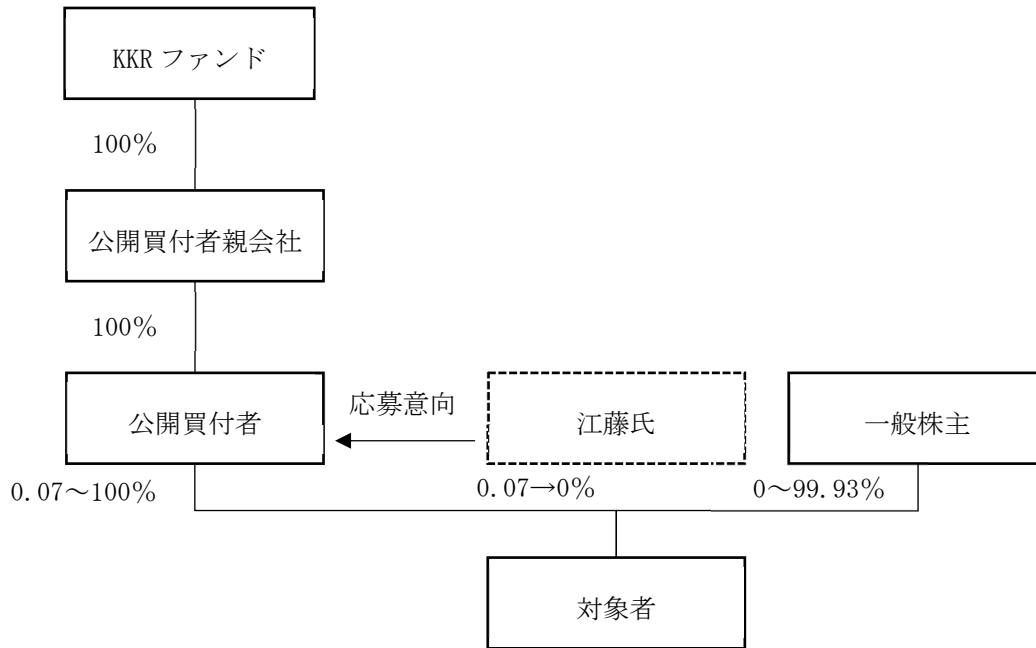 KKR ファンド
100%
公開買付者親会社
100%
公開買付者
応募意向
江藤氏
一般株主
0.07～100%
0.07→0%
0～99.93%
対象者